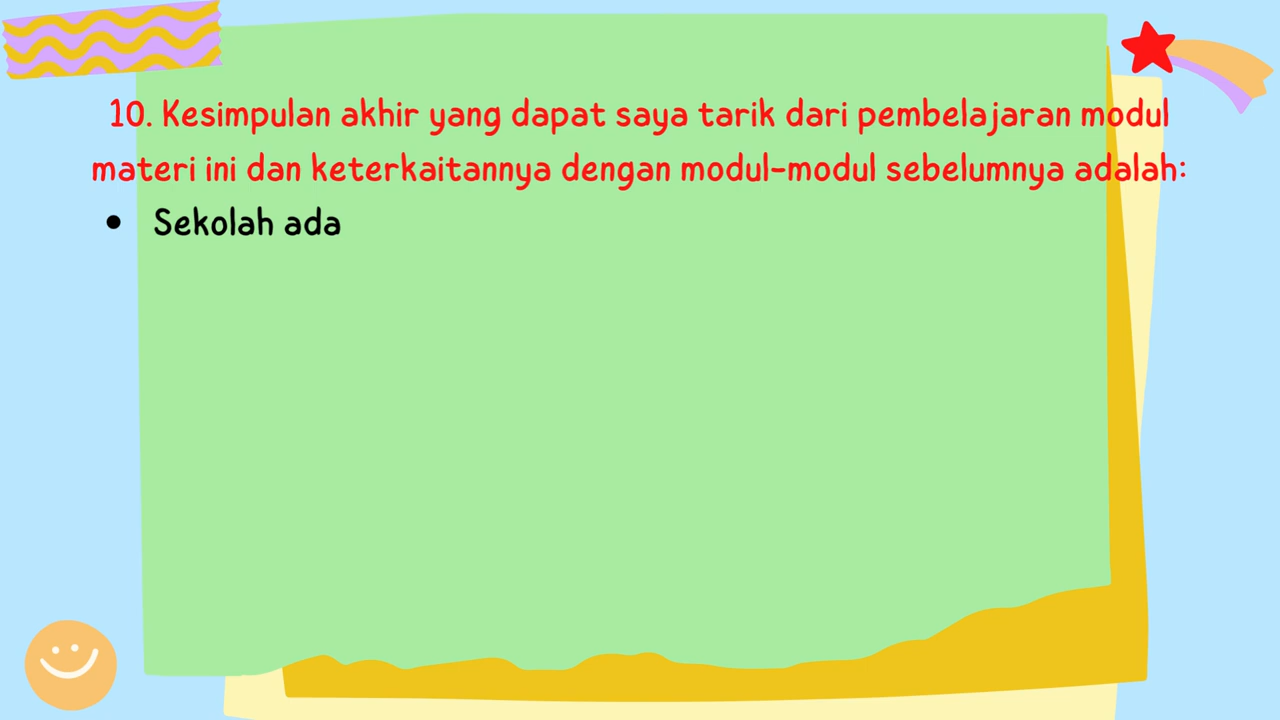 10. Kesimpulan akhir yang dapat saya tarik dari pembelajaran modul
materi ini dan keterkaitannya dengan modul-modul sebelumnya adalah:
• Sekolah ada